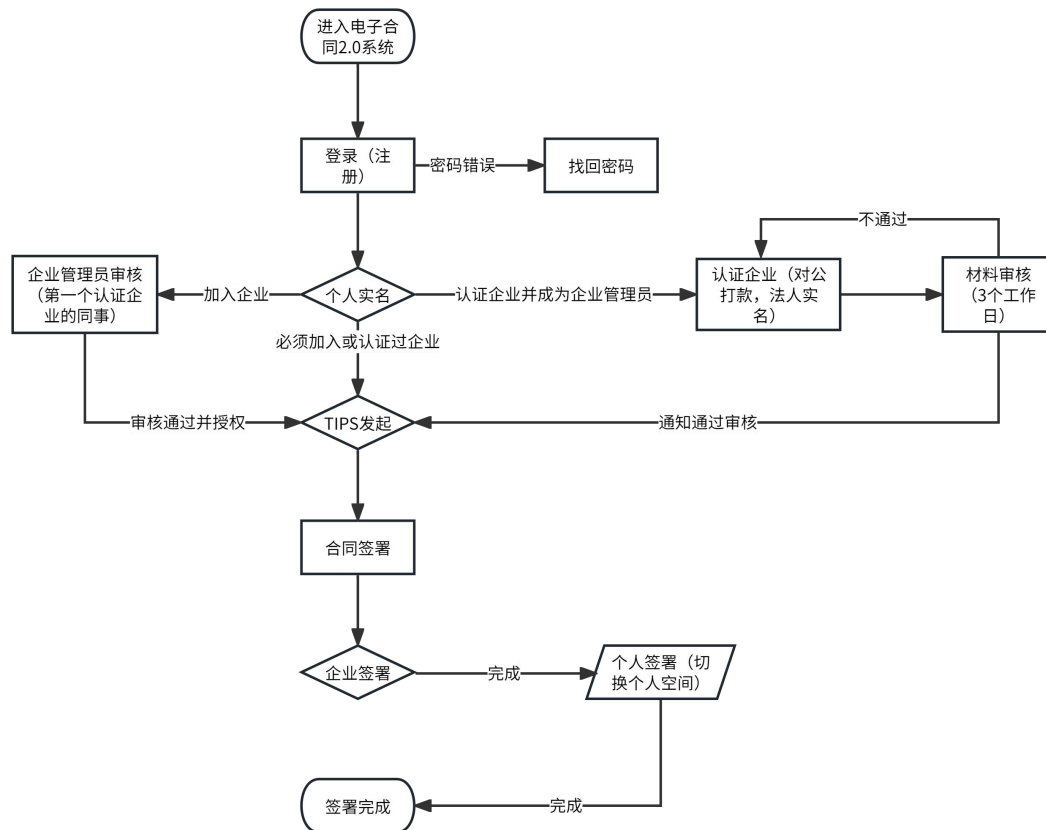 进入电子合
同2.0系统
登录（注
册）
密码错误
找回密码
不通过
企业管理员审核
（第一个认证企
业的同事）
加入企业
个人实名
认证企业并成为企业管理员
认证企业（对公
打款，法人实
名）
材料审核
（3个工作
日）
必须加入或认证过企业
审核通过并授权
TIPS发起
通知通过审核
合同签署
企业签署
完成
个人签署（切
换个人空间）
签署完成
完成